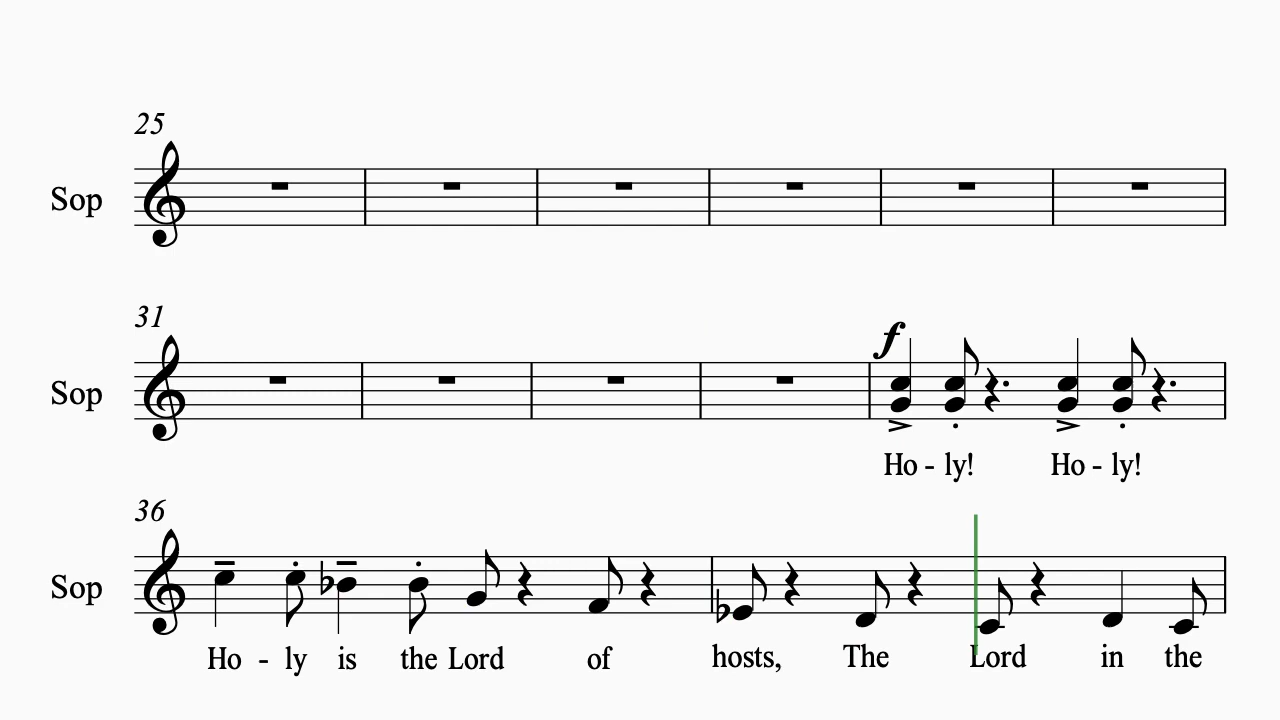 25
Sop
31
Sop
f
Ho - ly! Ho - ly!
36
Sop
Ho - ly is the Lord of hosts, The Lord in the